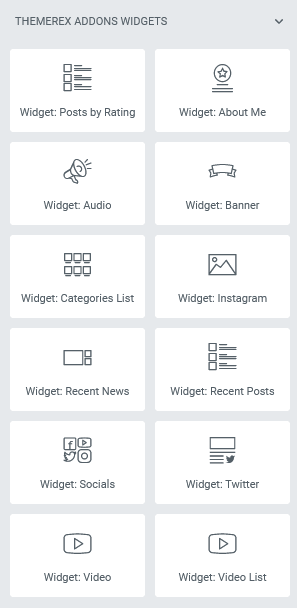 THEMEREX ADDONS WIDGETS
Widget: Posts by Rating
Widget: About Me
Widget: Audio
Widget: Banner
Widget: Categories List
Widget: Instagram
Widget: Recent News
Widget: Recent Posts
Widget: Socials
Widget: Twitter
Widget: Video
Widget: Video List